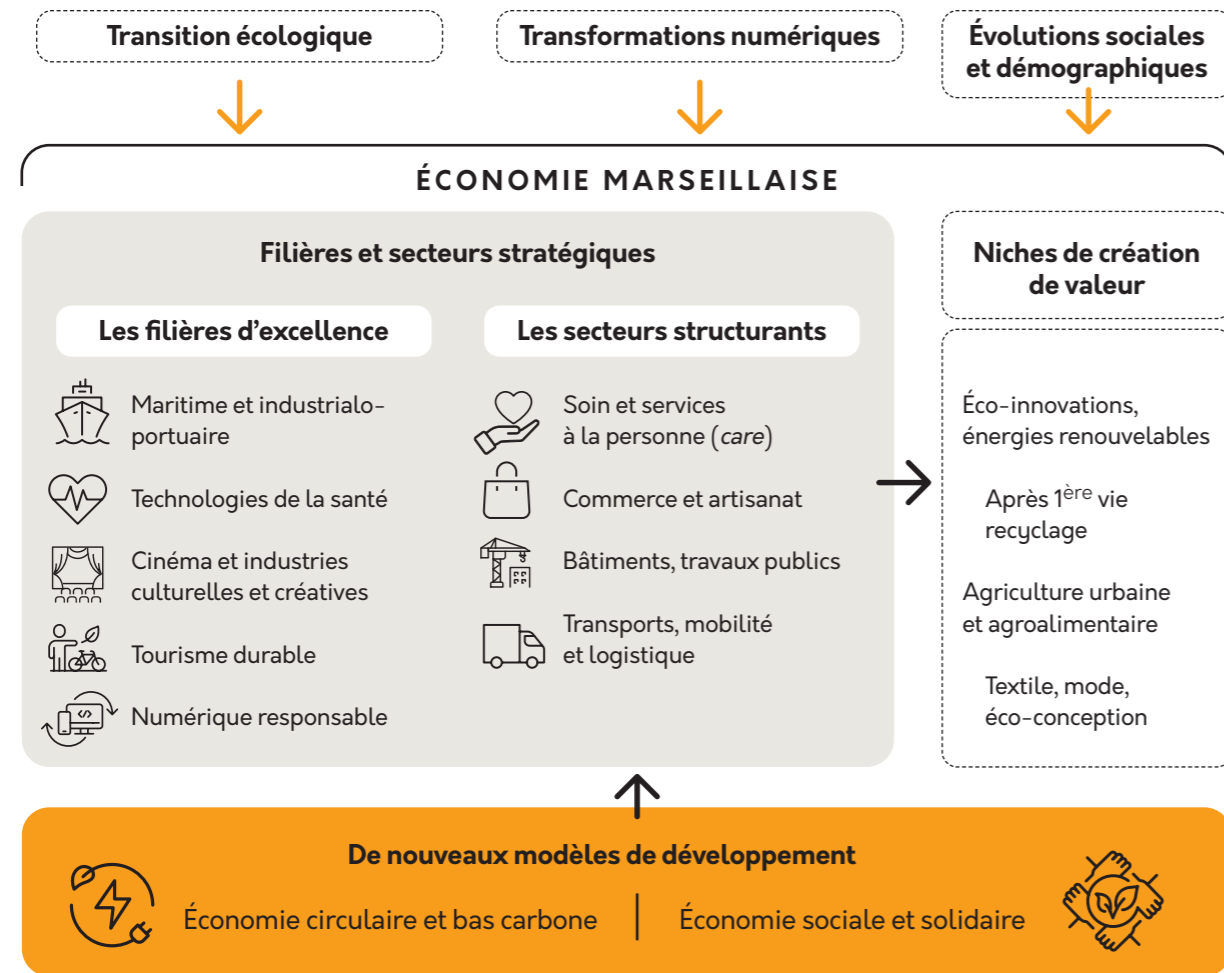 Transition écologique
Transformations numériques
Évolutions sociales
et démographiques
ÉCONOMIE MARSEILLAISE
Filières et secteurs stratégiques
Les filières d'excellence
Maritime et industrialo-
portuaire
Technologies de la santé
Cinéma et industries
culturelles et créatives
Tourisme durable
Numérique responsable
Les secteurs structurants
Soin et services
à la personne (care)
Commerce et artisanat
Bâtiments, travaux publics
Transports, mobilité
et logistique
Niches de création
de valeur
Éco-innovations,
énergies renouvelables
Après 1ère vie
recyclage
Agriculture urbaine
et agroalimentaire
Textile, mode,
éco-conception
De nouveaux modèles de développement
Économie circulaire et bas carbone
Économie sociale et solidaire